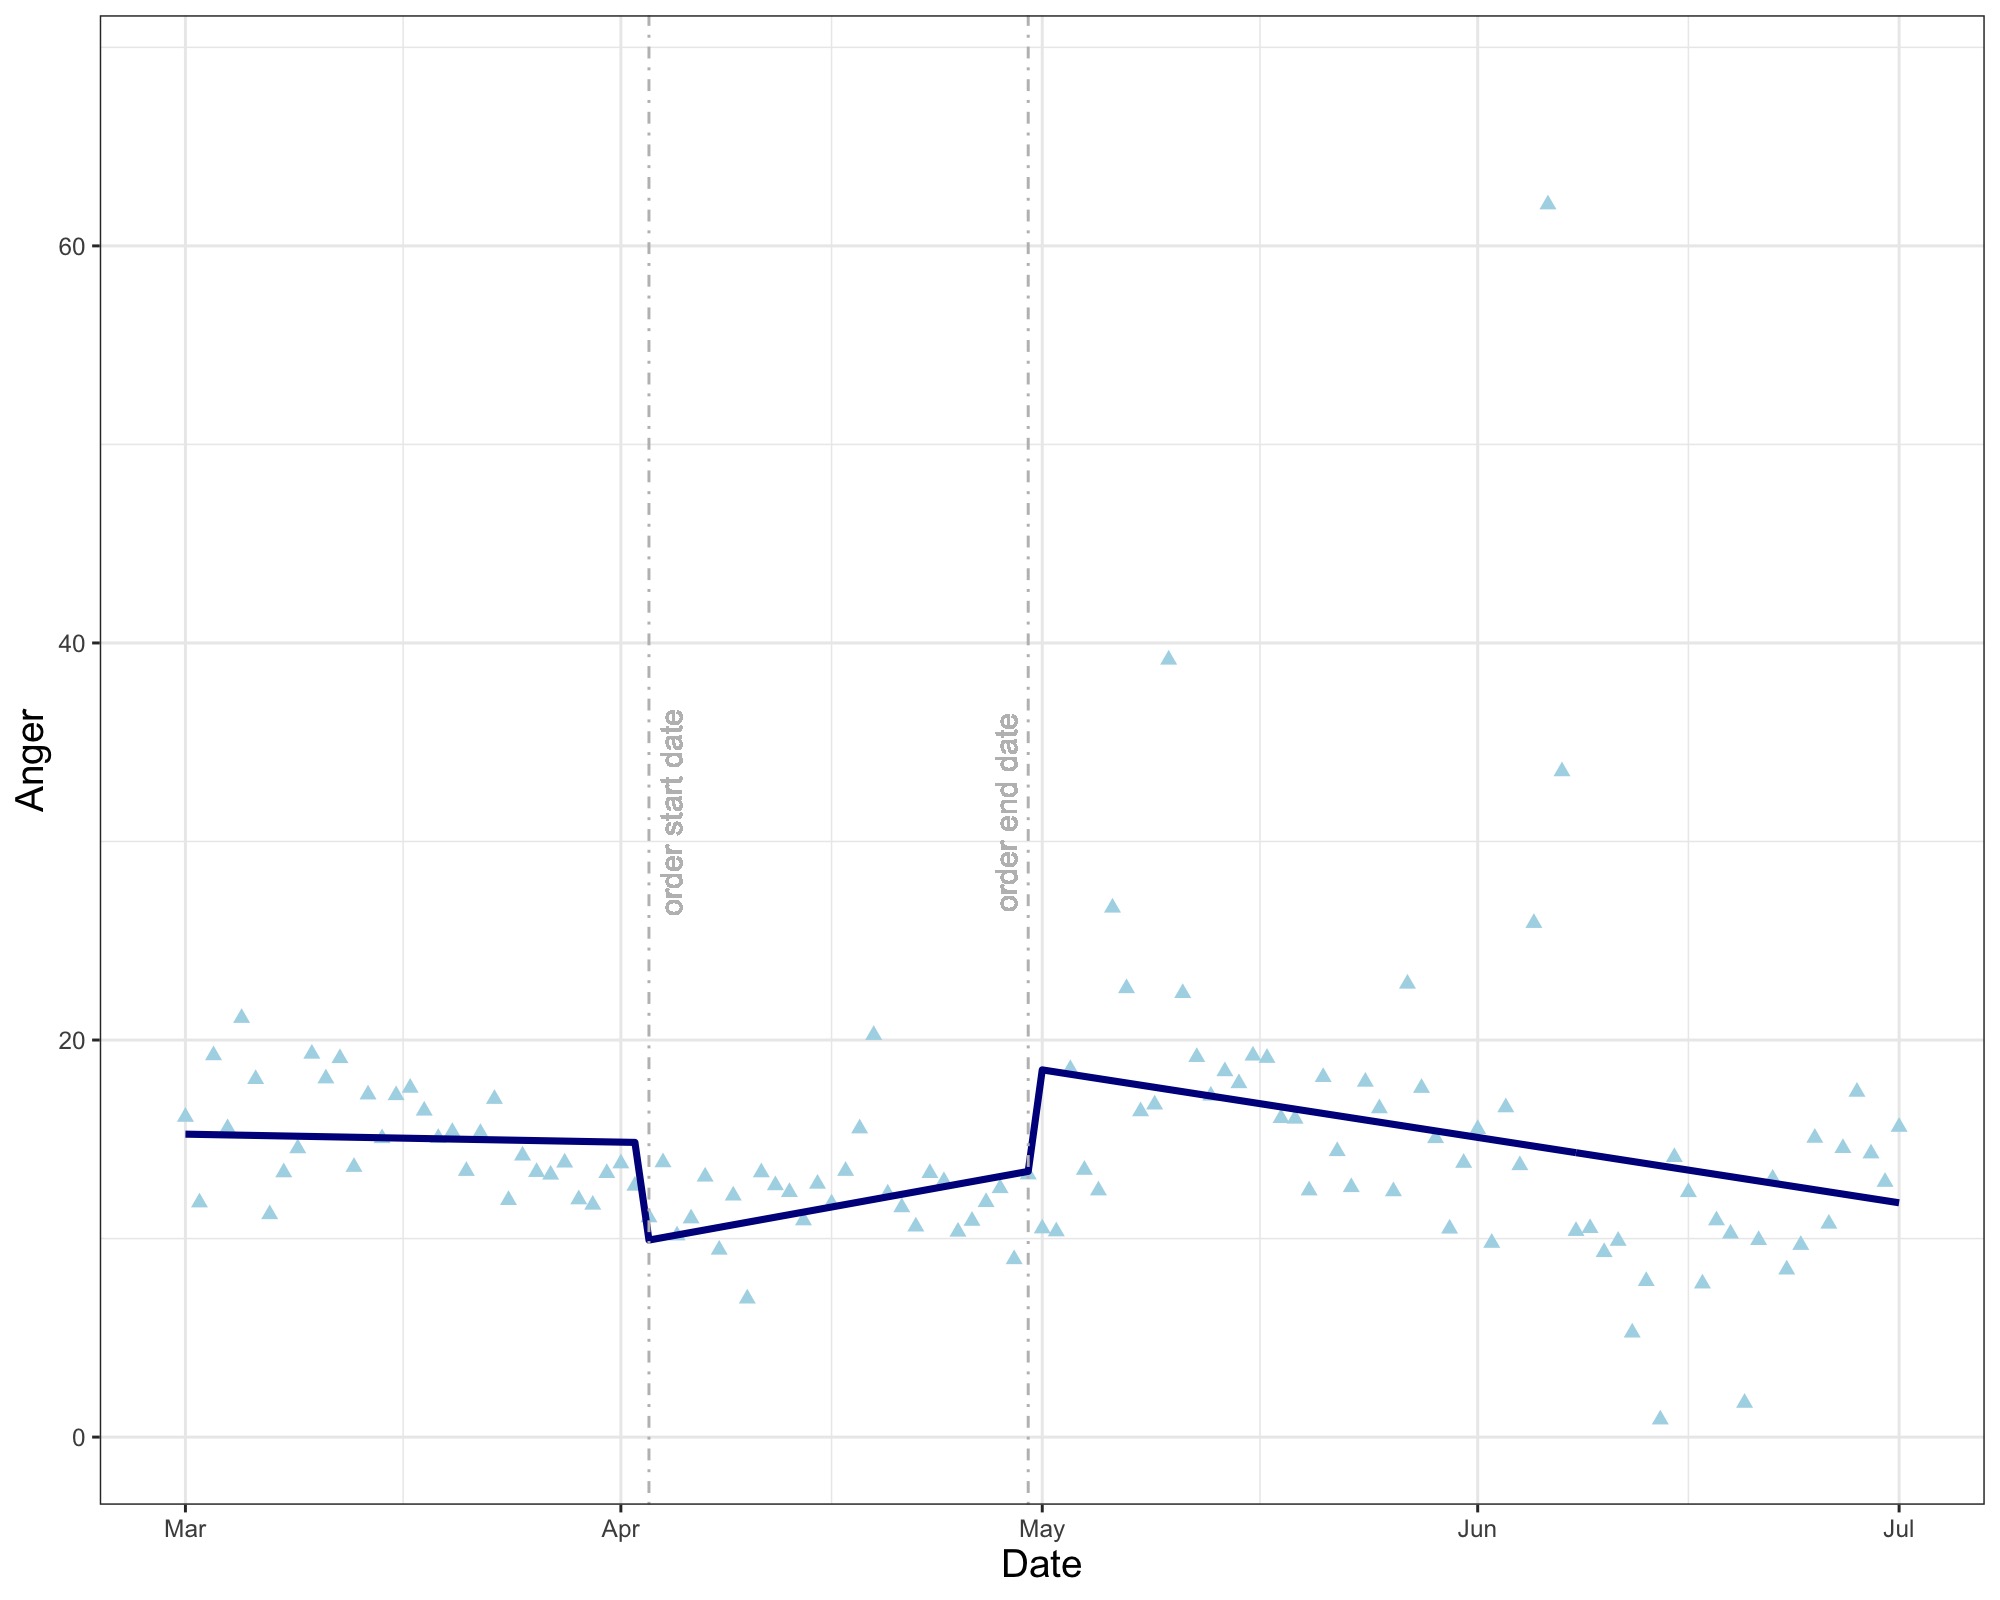 60
40
20
0
Anger
order start date
order end date
Mar
Apr
May
Jun
Jul
Date